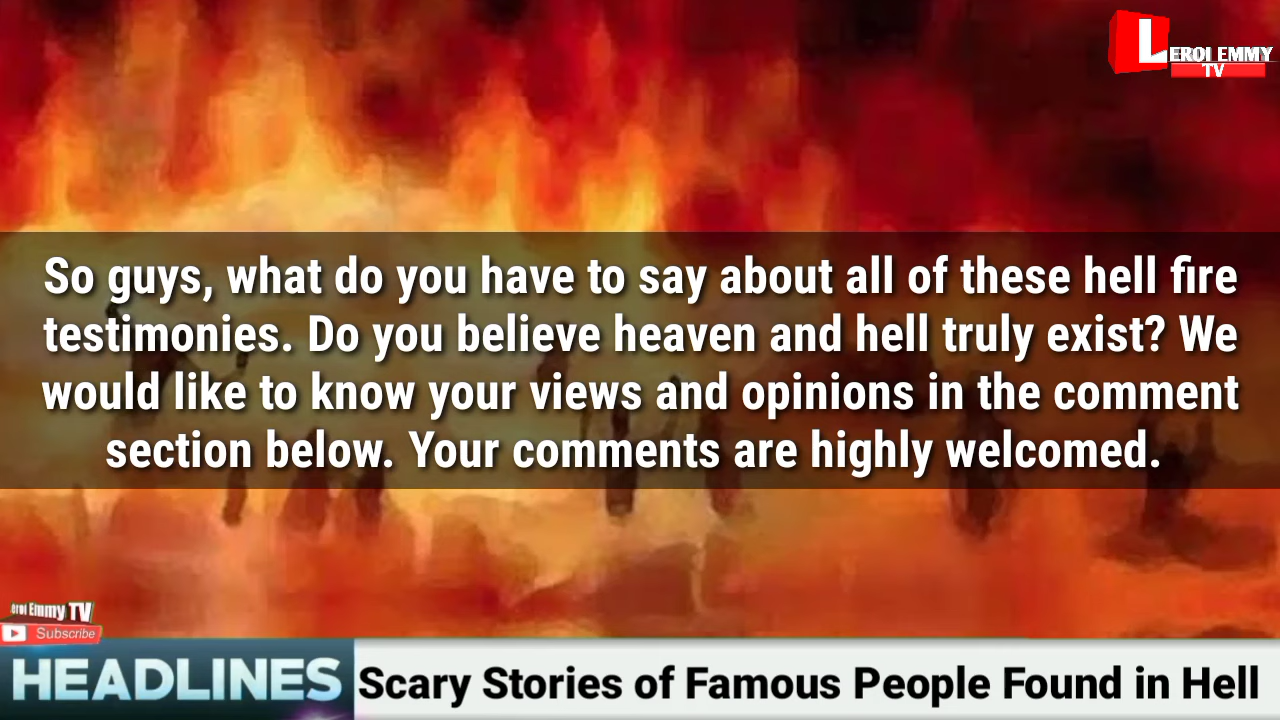 LEROI EMMY
TV
So guys, what do you have to say about all of these hell fire
testimonies. Do you believe heaven and hell truly exist? We
would like to know your views and opinions in the comment
section below. Your comments are highly welcomed.
eroi Emmy TV
Subscribe
HEADLINES
Scary Stories of Famous People Found in Hell